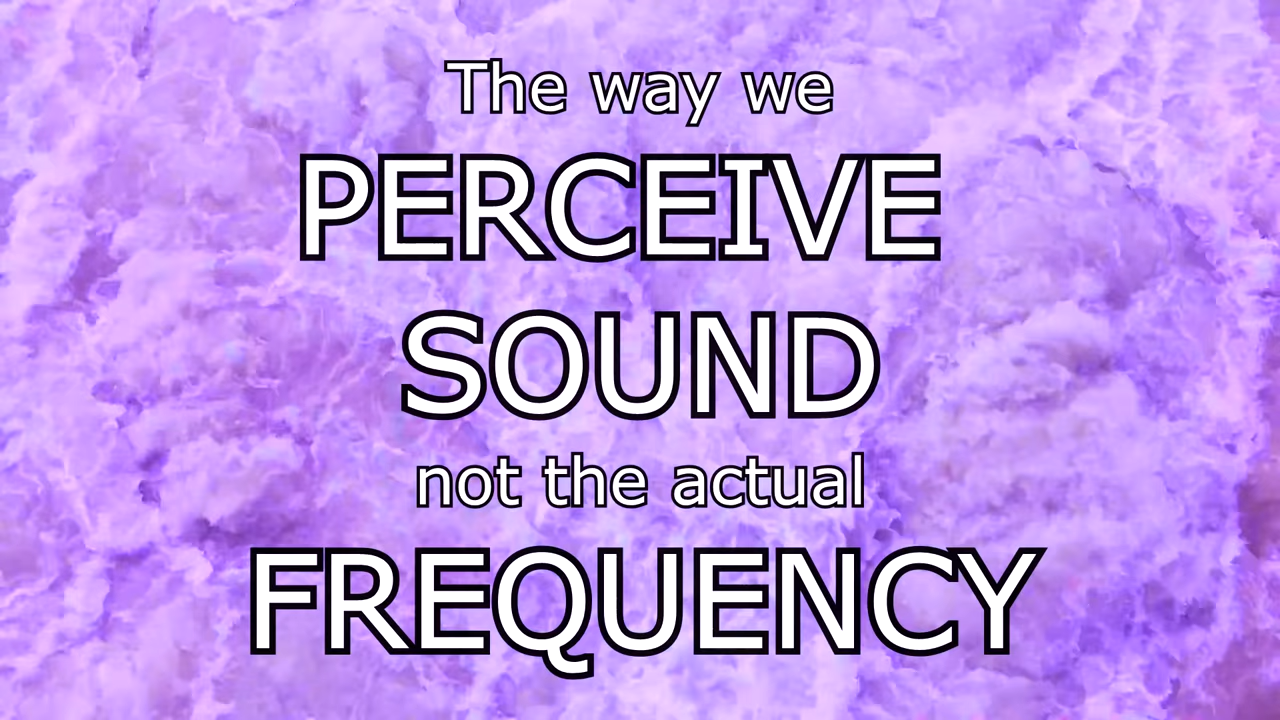 The way we
PERCEIVE
SOUND
not the actual
FREQUENCY